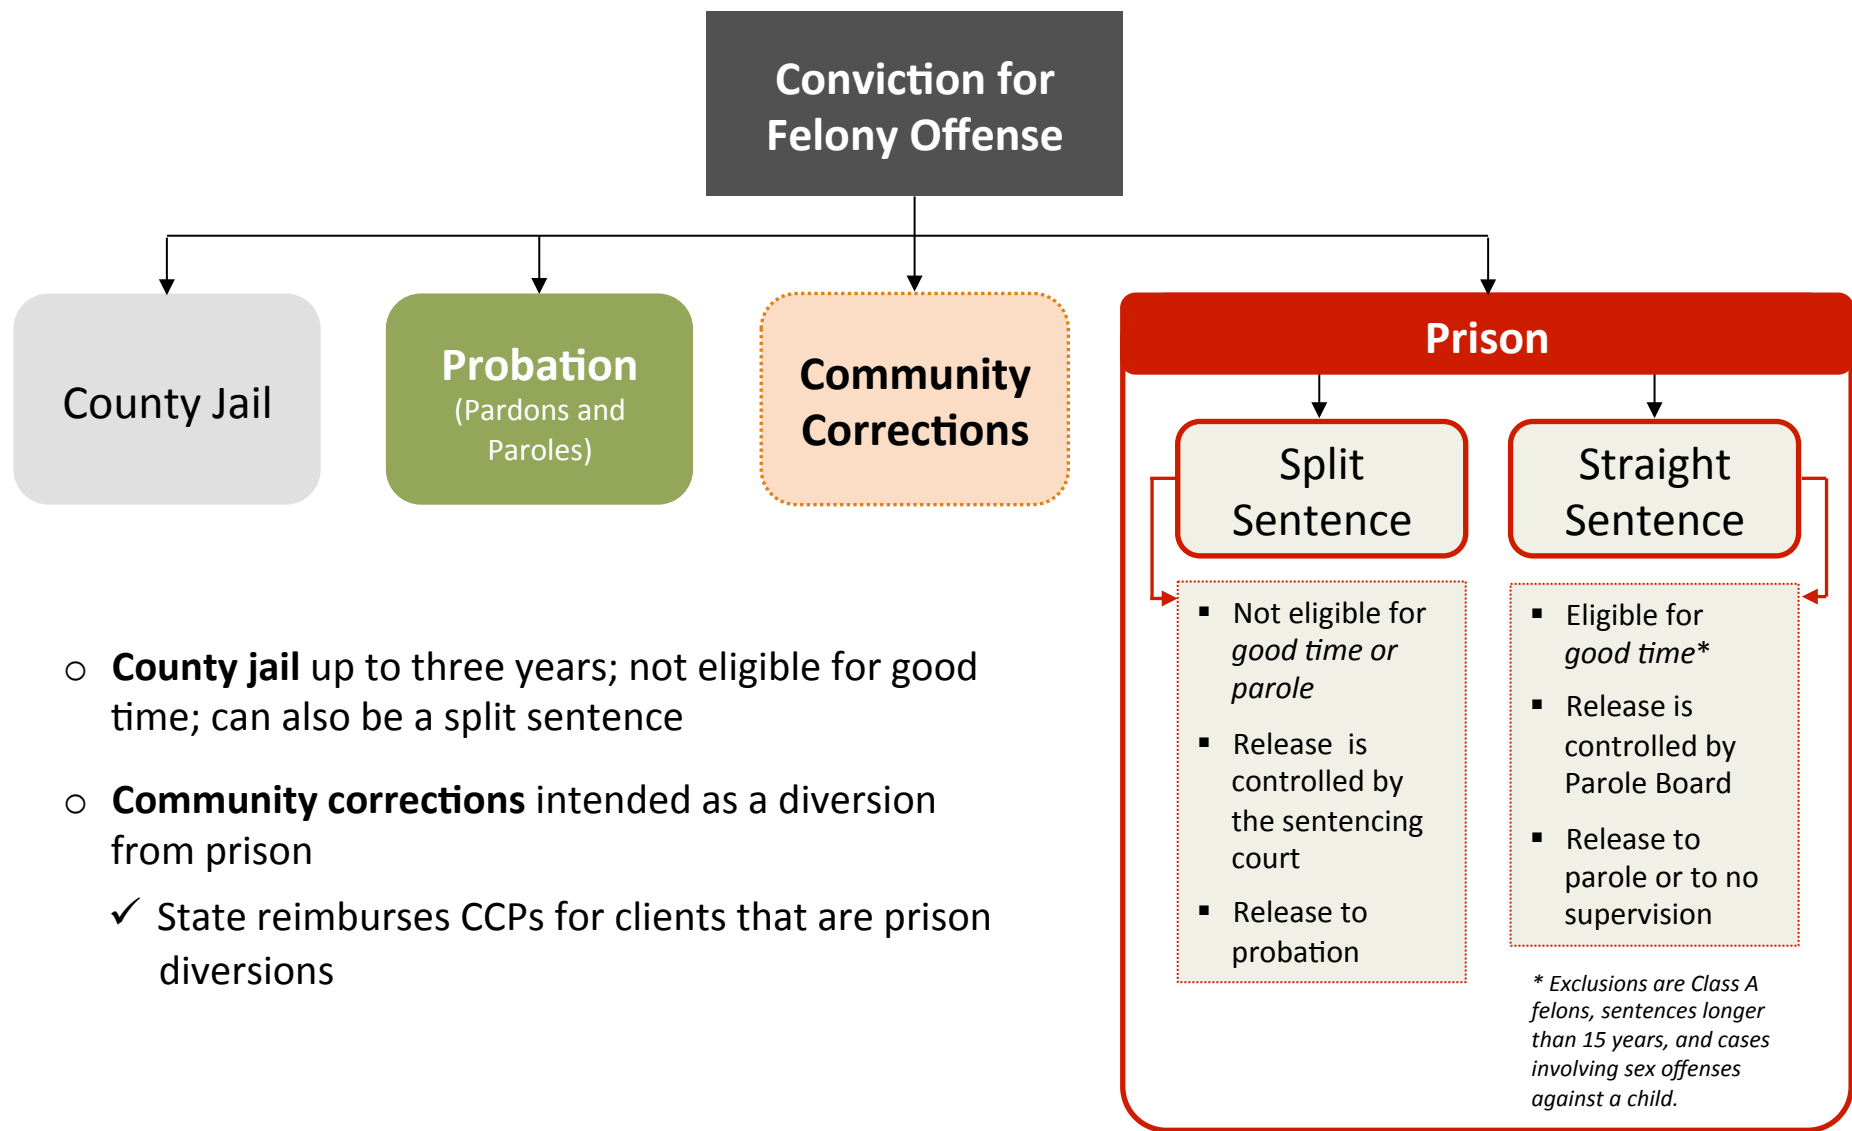 Conviction for
Felony Offense
County Jail
Probation
(Pardons and
Paroles)
Community
Corrections
Prison
Split
Sentence
Straight
Sentence
▪ Not eligible for
good time or
parole
▪ Release is
controlled by
the sentencing
court
▪ Release to
probation
▪ Eligible for
good time*
▪ Release is
controlled by
Parole Board
▪ Release to
parole or to no
supervision
* Exclusions are Class A
felons, sentences longer
than 15 years, and cases
involving sex offenses
against a child.
○ County jail up to three years; not eligible for good
time; can also be a split sentence
○ Community corrections intended as a diversion
from prison
✓ State reimburses CCPs for clients that are prison
diversions